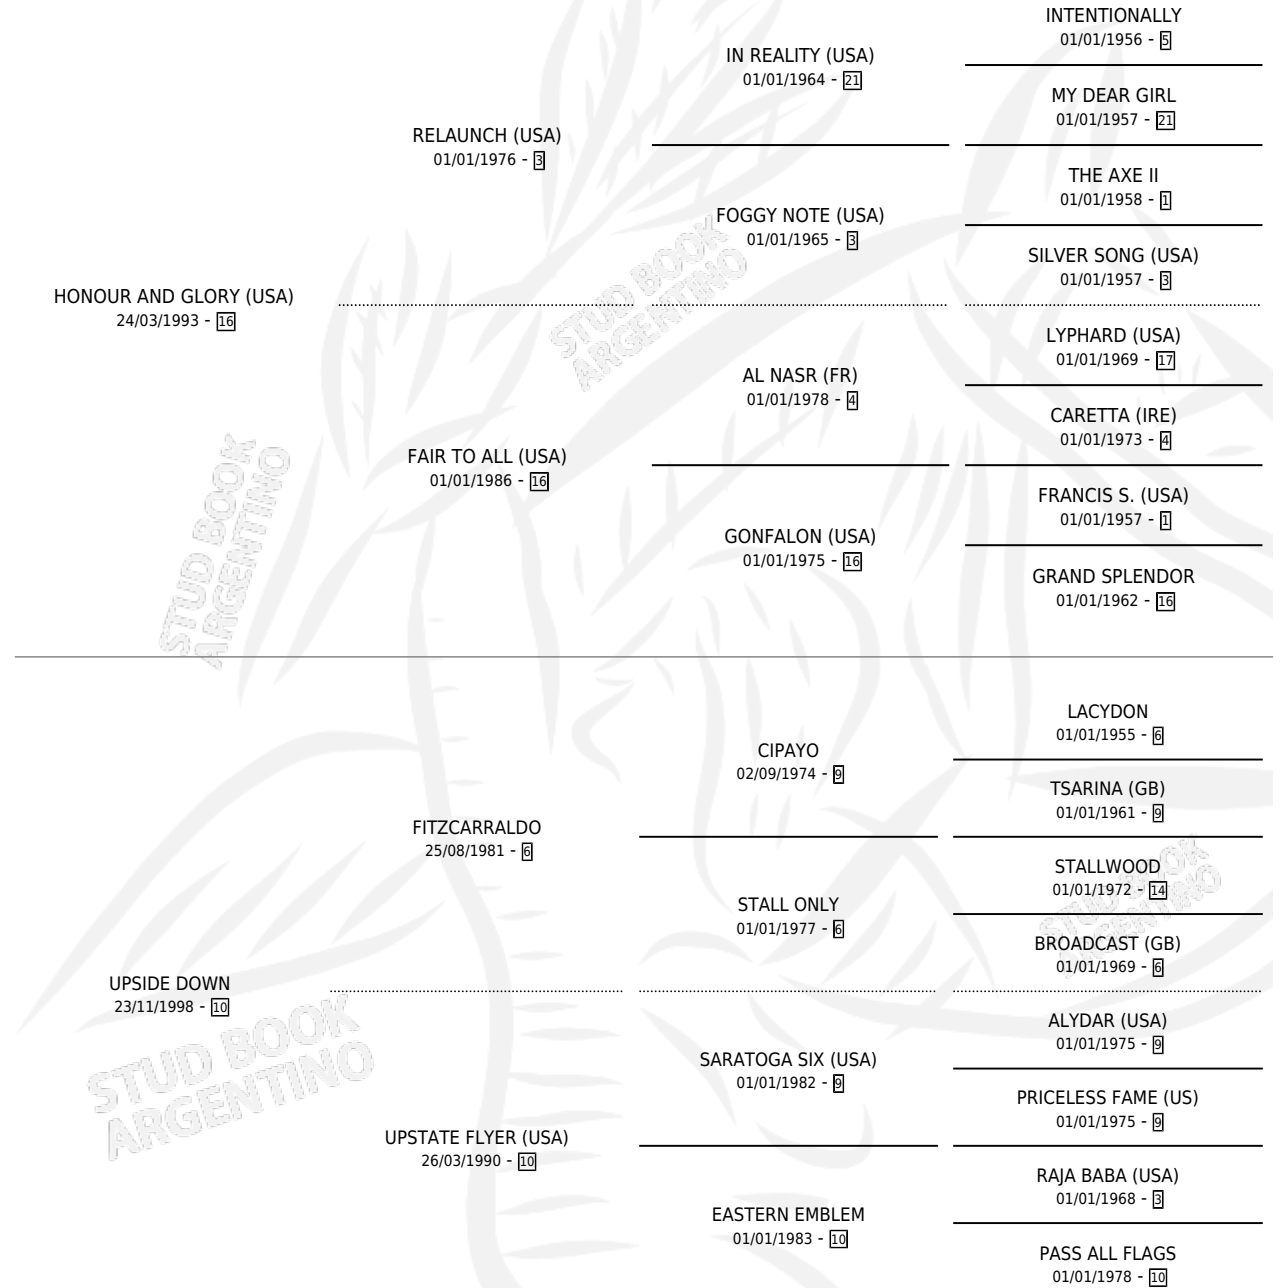 INTENTIONALLY
01/01/1956 - 5
IN REALITY (USA)
01/01/1964 - 21
MY DEAR GIRL
01/01/1957 - 21
RELAUNCH (USA)
01/01/1976 - 3
THE AXE II
01/01/1958 - 1
FOGGY NOTE (USA)
01/01/1965 - 3
SILVER SONG (USA)
01/01/1957 - 3
HONOUR AND GLORY (USA)
24/03/1993 - 16
LYPHARD (USA)
01/01/1969 - 17
AL NASR (FR)
01/01/1978 - 4
CARETTA (IRE)
01/01/1973 - 4
FAIR TO ALL (USA)
01/01/1986 - 16
FRANCIS S. (USA)
01/01/1957 - 1
GONFALON (USA)
01/01/1975 - 16
GRAND SPLENDOR
01/01/1962 - 16
LACYDON
01/01/1955 - 6
CIPAYO
02/09/1974 - 9
TSARINA (GB)
01/01/1961 - 9
FITZCARRALDO
25/08/1981 - 6
STALLWOOD
01/01/1972 - 14
STALL ONLY
01/01/1977 - 6
BROADCAST (GB)
01/01/1969 - 6
UPSIDE DOWN
23/11/1998 - 10
ALYDAR (USA)
01/01/1975 - 9
SARATOGA SIX (USA)
01/01/1982 - 9
PRICELESS FAME (US)
01/01/1975 - 9
UPSTATE FLYER (USA)
26/03/1990 - 10
RAJA BABA (USA)
01/01/1968 - 3
EASTERN EMBLEM
01/01/1983 - 10
PASS ALL FLAGS
01/01/1978 - 10
STUD BOOK
ARGENTINO
STUD BOOK
ARGENTINO
STUD BOOK
ARGENTINO
STUD BOOK
ARGENTINO